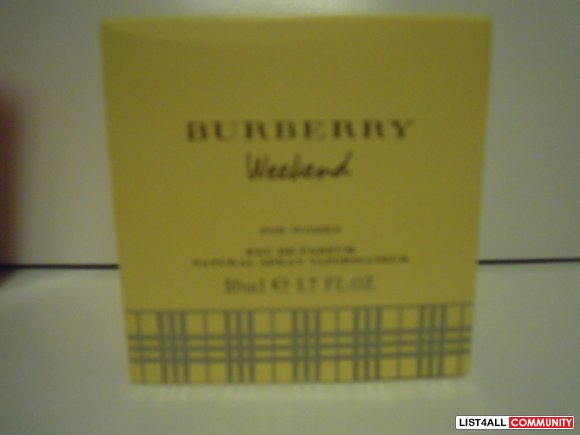 BURBERRY
Weekend
FOR WOMEN
EAU DE PARFUM
NATURAL SPRAY VAPORISATEUR
50ml ℮ 1.7 FL.OZ.
LIST4ALL COMMUNITY